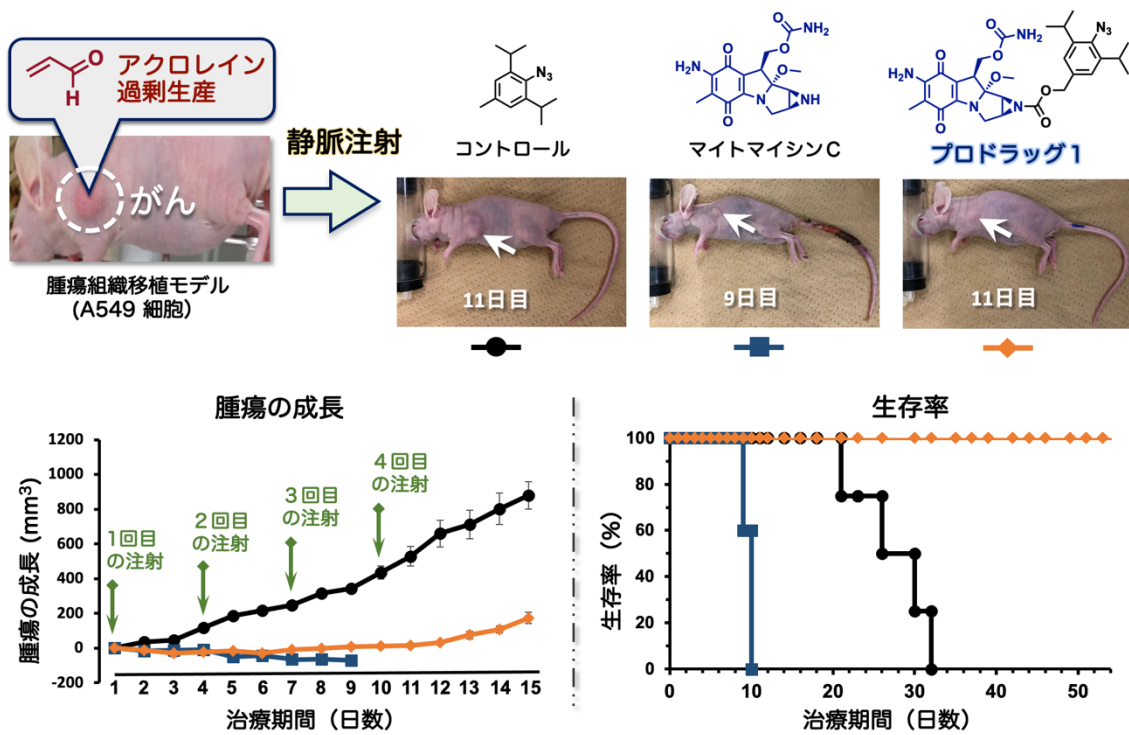 アクロレイン
過剰生産
O
H
がん
腫瘍組織移植モデル
(A549 細胞)
静脈注射
N3
コントロール
11日目
O
NH2
O
O
H2N
O
O
N
NH
マイトマイシンC
9日目
O
NH2
O
O
H2N
O
O
N
N
O
O
N3
プロドラッグ1
11日目
腫瘍の成長
腫瘍の成長 (mm3)
1200
1000
800
600
400
200
0
-200
1回目
の注射
2回目
の注射
3回目
の注射
4回目
の注射
1 2 3 4 5 6 7 8 9 10 11 12 13 14 15
治療期間（日数）
生存率
生存率（%）
100
80
60
40
20
0
0 10 20 30 40 50
治療期間（日数）